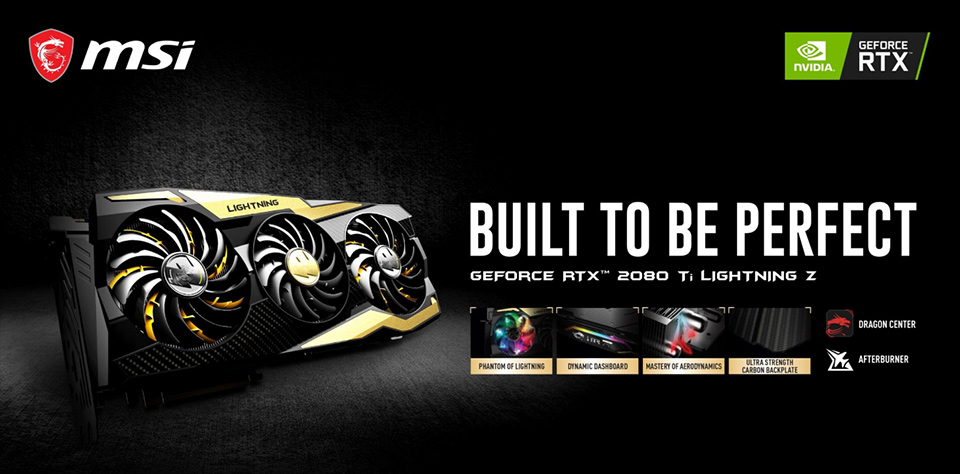 msi
NVIDIA.
GEFORCE
RTX™
LIGHTNING
BUILT TO BE PERFECT
GEFORCE RTX™ 2080 Ti LIGHTNING Z
PHANTOM OF LIGHTNING
DYNAMIC DASHBOARD
MASTERY OF AERODYNAMICS
ULTRA STRENGTH
CARBON BACKPLATE
DRAGON CENTER
AFTERBURNER